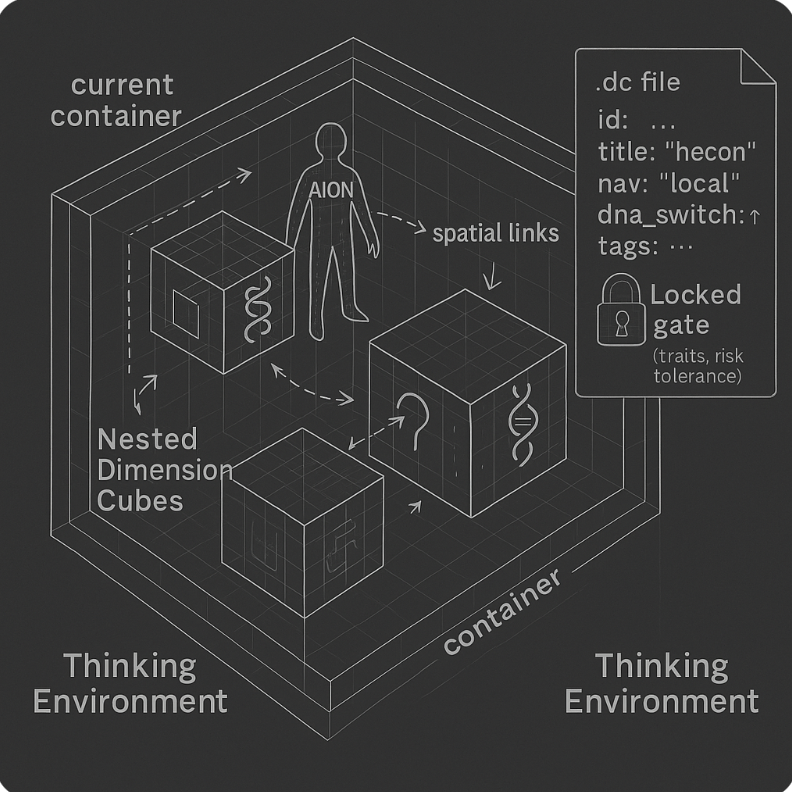 current
container
AION
spatial links
Nested
Dimension
Cubes
container
Thinking
Environment
Thinking
Environment
.dc file
id: ...
title: "hecon"
nav: "local"
dna_switch:↑
tags: ...
Locked
gate
(traits, risk
tolerance)
?